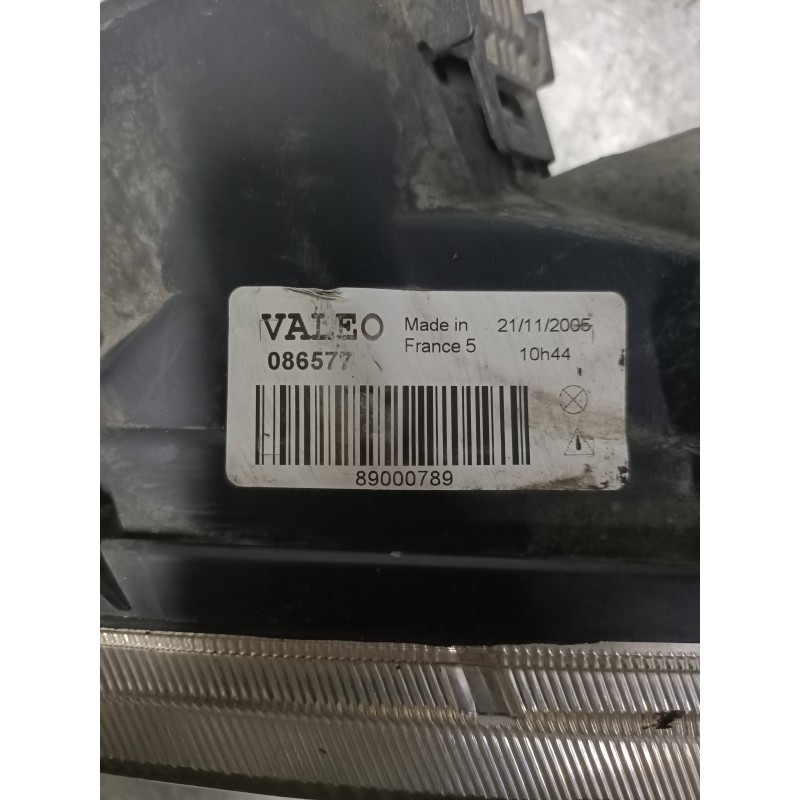 VALEO Made in 21/11/2005
086577 France 5 10h44
89000789